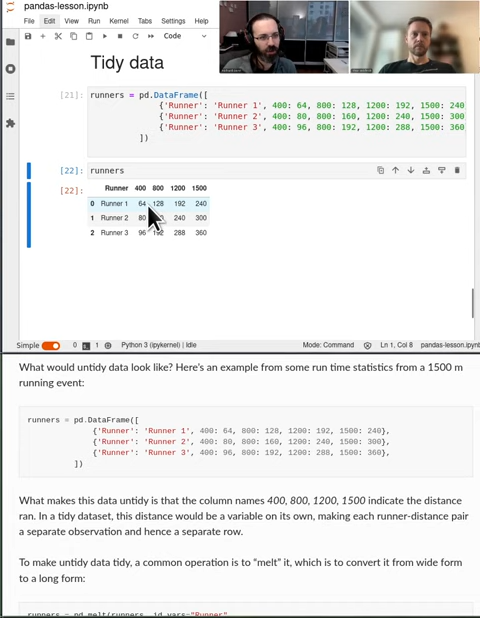 pandas-lesson.ipynb
File Edit View Run Kernel Tabs Settings Help
Code
Tidy data
[21]: runners = pd.DataFrame([
{'Runner': 'Runner 1', 400: 64, 800: 128, 1200: 192, 1500: 240
{'Runner': 'Runner 2', 400: 80, 800: 160, 1200: 240, 1500: 300
{'Runner': 'Runner 3', 400: 96, 800: 192, 1200: 288, 1500: 360
])
[22]: runners
[22]: Runner 400 800 1200 1500
0 Runner 1 64 128 192 240
1 Runner 2 80 240 300
2 Runner 3 96 192 288 360
Simple 0 1 Python 3 (ipykernel) | Idle Mode: Command Ln 1, Col 8 pandas-lesson.ipynb
What would untidy data look like? Here's an example from some run time statistics from a 1500 m
running event:
runners = pd.DataFrame([
{'Runner': 'Runner 1', 400: 64, 800: 128, 1200: 192, 1500: 240},
{'Runner': 'Runner 2', 400: 80, 800: 160, 1200: 240, 1500: 300},
{'Runner': 'Runner 3', 400: 96, 800: 192, 1200: 288, 1500: 360},
])
What makes this data untidy is that the column names 400, 800, 1200, 1500 indicate the distance
ran. In a tidy dataset, this distance would be a variable on its own, making each runner-distance pair
a separate observation and hence a separate row.
To make untidy data tidy, a common operation is to “melt” it, which is to convert it from wide form
to a long form:
runners = pd.melt(runners, id_vars="Runner",